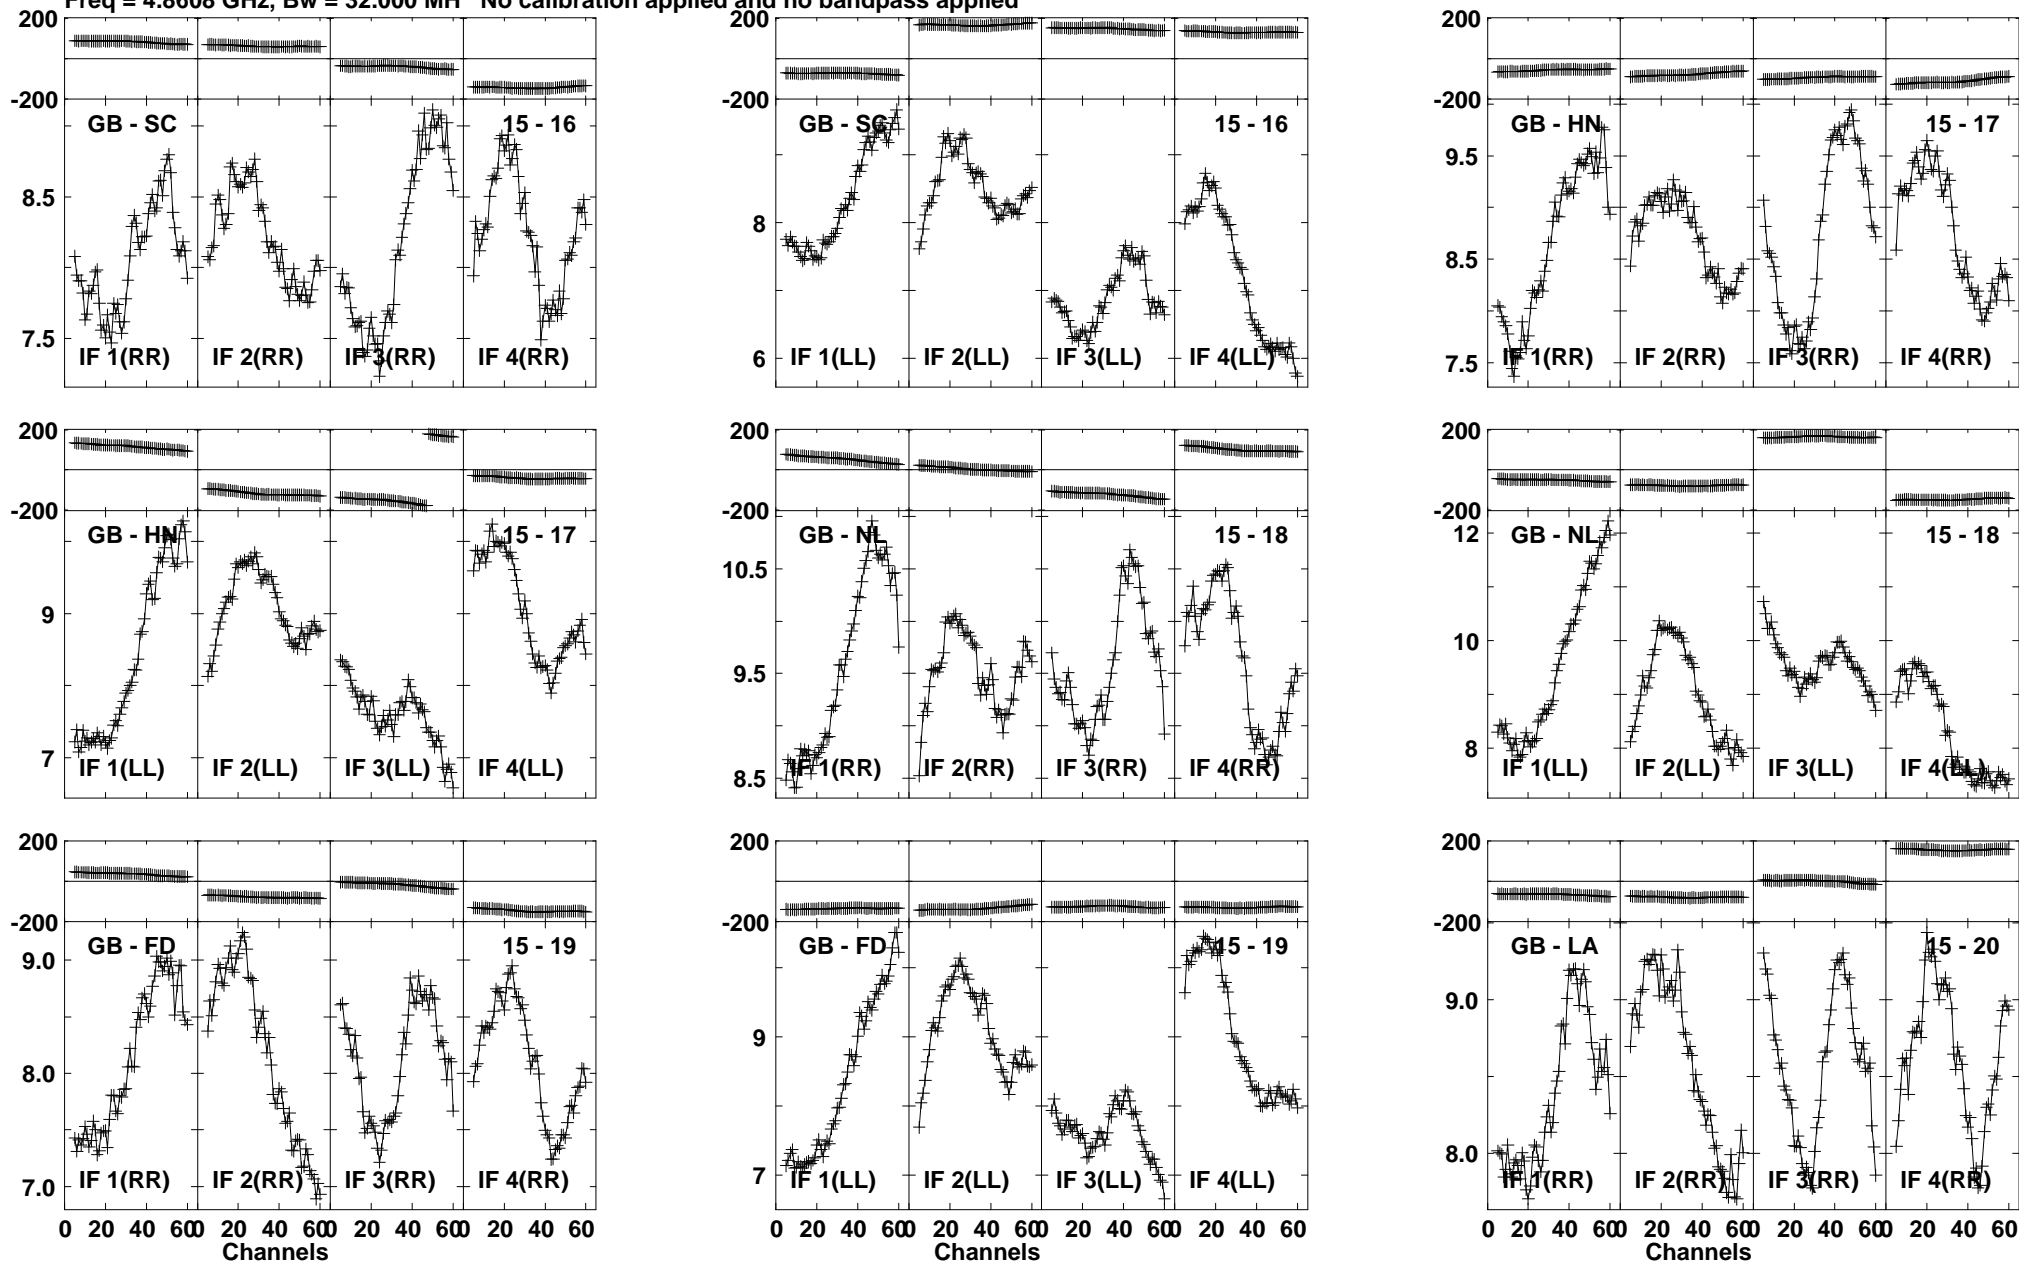 Freq = 4.8608 GHz, Bw = 32.000 MH No calibration applied and no bandpass applied
200
-200
GB - SC
15 - 16
8.5
7.5
IF 1(RR)
IF 2(RR)
IF 3(RR)
IF 4(RR)
200
-200
GB - SC
15 - 16
8
6
IF 1(LL)
IF 2(LL)
IF 3(LL)
IF 4(LL)
200
-200
GB - HN
15 - 17
9.5
8.5
7.5
IF 1(RR)
IF 2(RR)
IF 3(RR)
IF 4(RR)
200
-200
GB - HN
15 - 17
9
7
IF 1(LL)
IF 2(LL)
IF 3(LL)
IF 4(LL)
200
-200
GB - NL
15 - 18
10.5
9.5
8.5
IF 1(RR)
IF 2(RR)
IF 3(RR)
IF 4(RR)
200
-200
GB - NL
15 - 18
12
10
8
IF 1(LL)
IF 2(LL)
IF 3(LL)
IF 4(LL)
200
-200
GB - FD
15 - 19
9.0
8.0
7.0
IF 1(RR)
IF 2(RR)
IF 3(RR)
IF 4(RR)
0 20 40 60 0 20 40 60 0 20 40 60 0 20 40 60
Channels
200
-200
GB - FD
15 - 19
9
7
IF 1(LL)
IF 2(LL)
IF 3(LL)
IF 4(LL)
0 20 40 60 0 20 40 60 0 20 40 60 0 20 40 60
Channels
200
-200
GB - LA
15 - 20
9.0
8.0
IF 1(RR)
IF 2(RR)
IF 3(RR)
IF 4(RR)
0 20 40 60 0 20 40 60 0 20 40 60 0 20 40 60
Channels